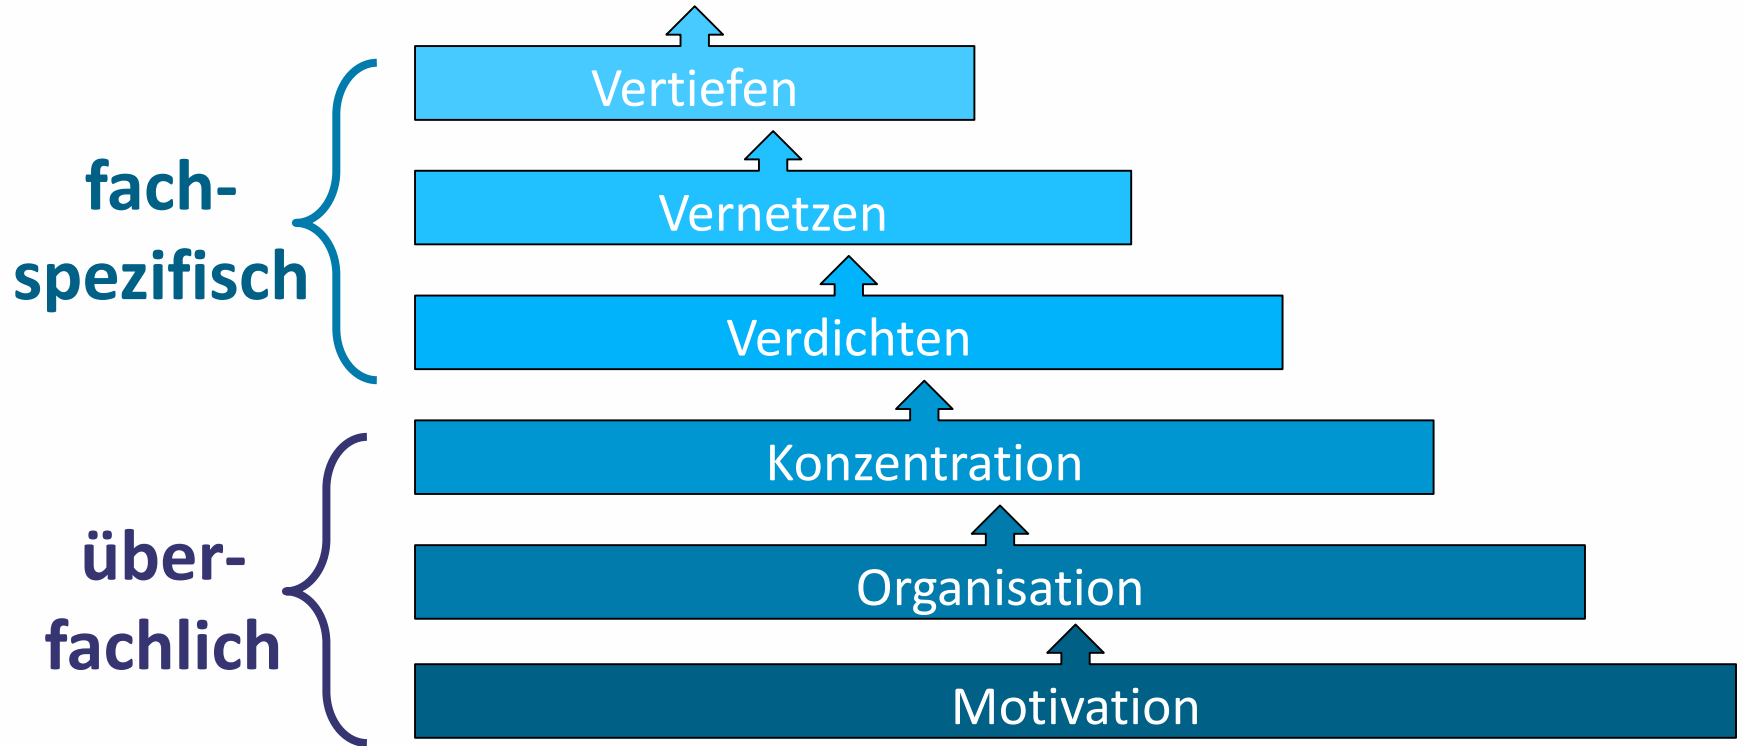 Vertiefen
fach-
spezifisch
Vernetzen
Verdichten
Konzentration
über-
fachlich
Organisation
Motivation